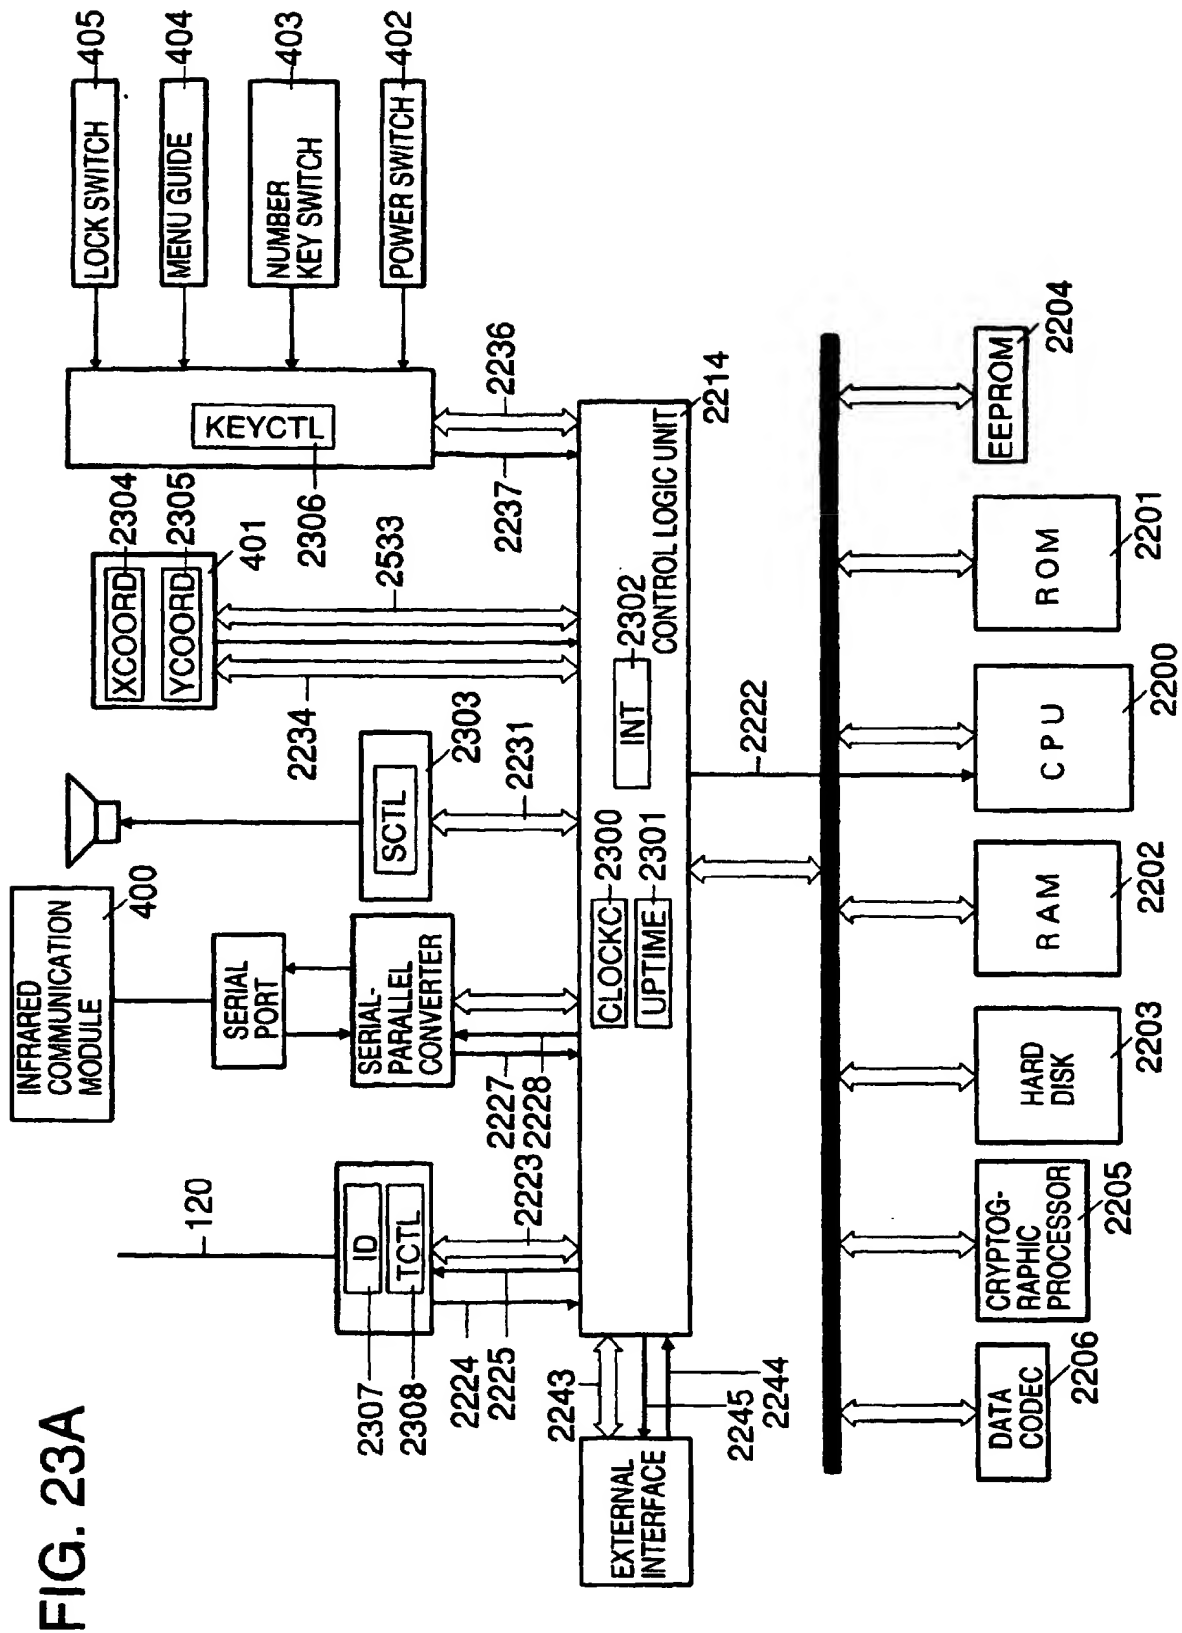 FIG. 23A
INFRARED
COMMUNICATION
MODULE
400
405
LOCK SWITCH
404
MENU GUIDE
403
NUMBER
KEY SWITCH
402
POWER SWITCH
120
SERIAL
PORT
SERIAL-
PARALLEL
CONVERTER
ID
TCTL
2307
2308
SCTL
2303
XCOORD
2304
YCOORD
2305
401
KEYCTL
2306
2224
2225
2223
2227
2228
2231
2234
2533
2237
2236
EXTERNAL
INTERFACE
2243
2245
2244
CLOCKC
2300
UPTIME
2301
INT
2302
CONTROL LOGIC UNIT
2214
2222
DATA
CODEC
2206
CRYPTOG-
RAPHIC
PROCESSOR
2205
HARD
DISK
2203
RAM
2202
CPU
2200
ROM
2201
EEPROM
2204